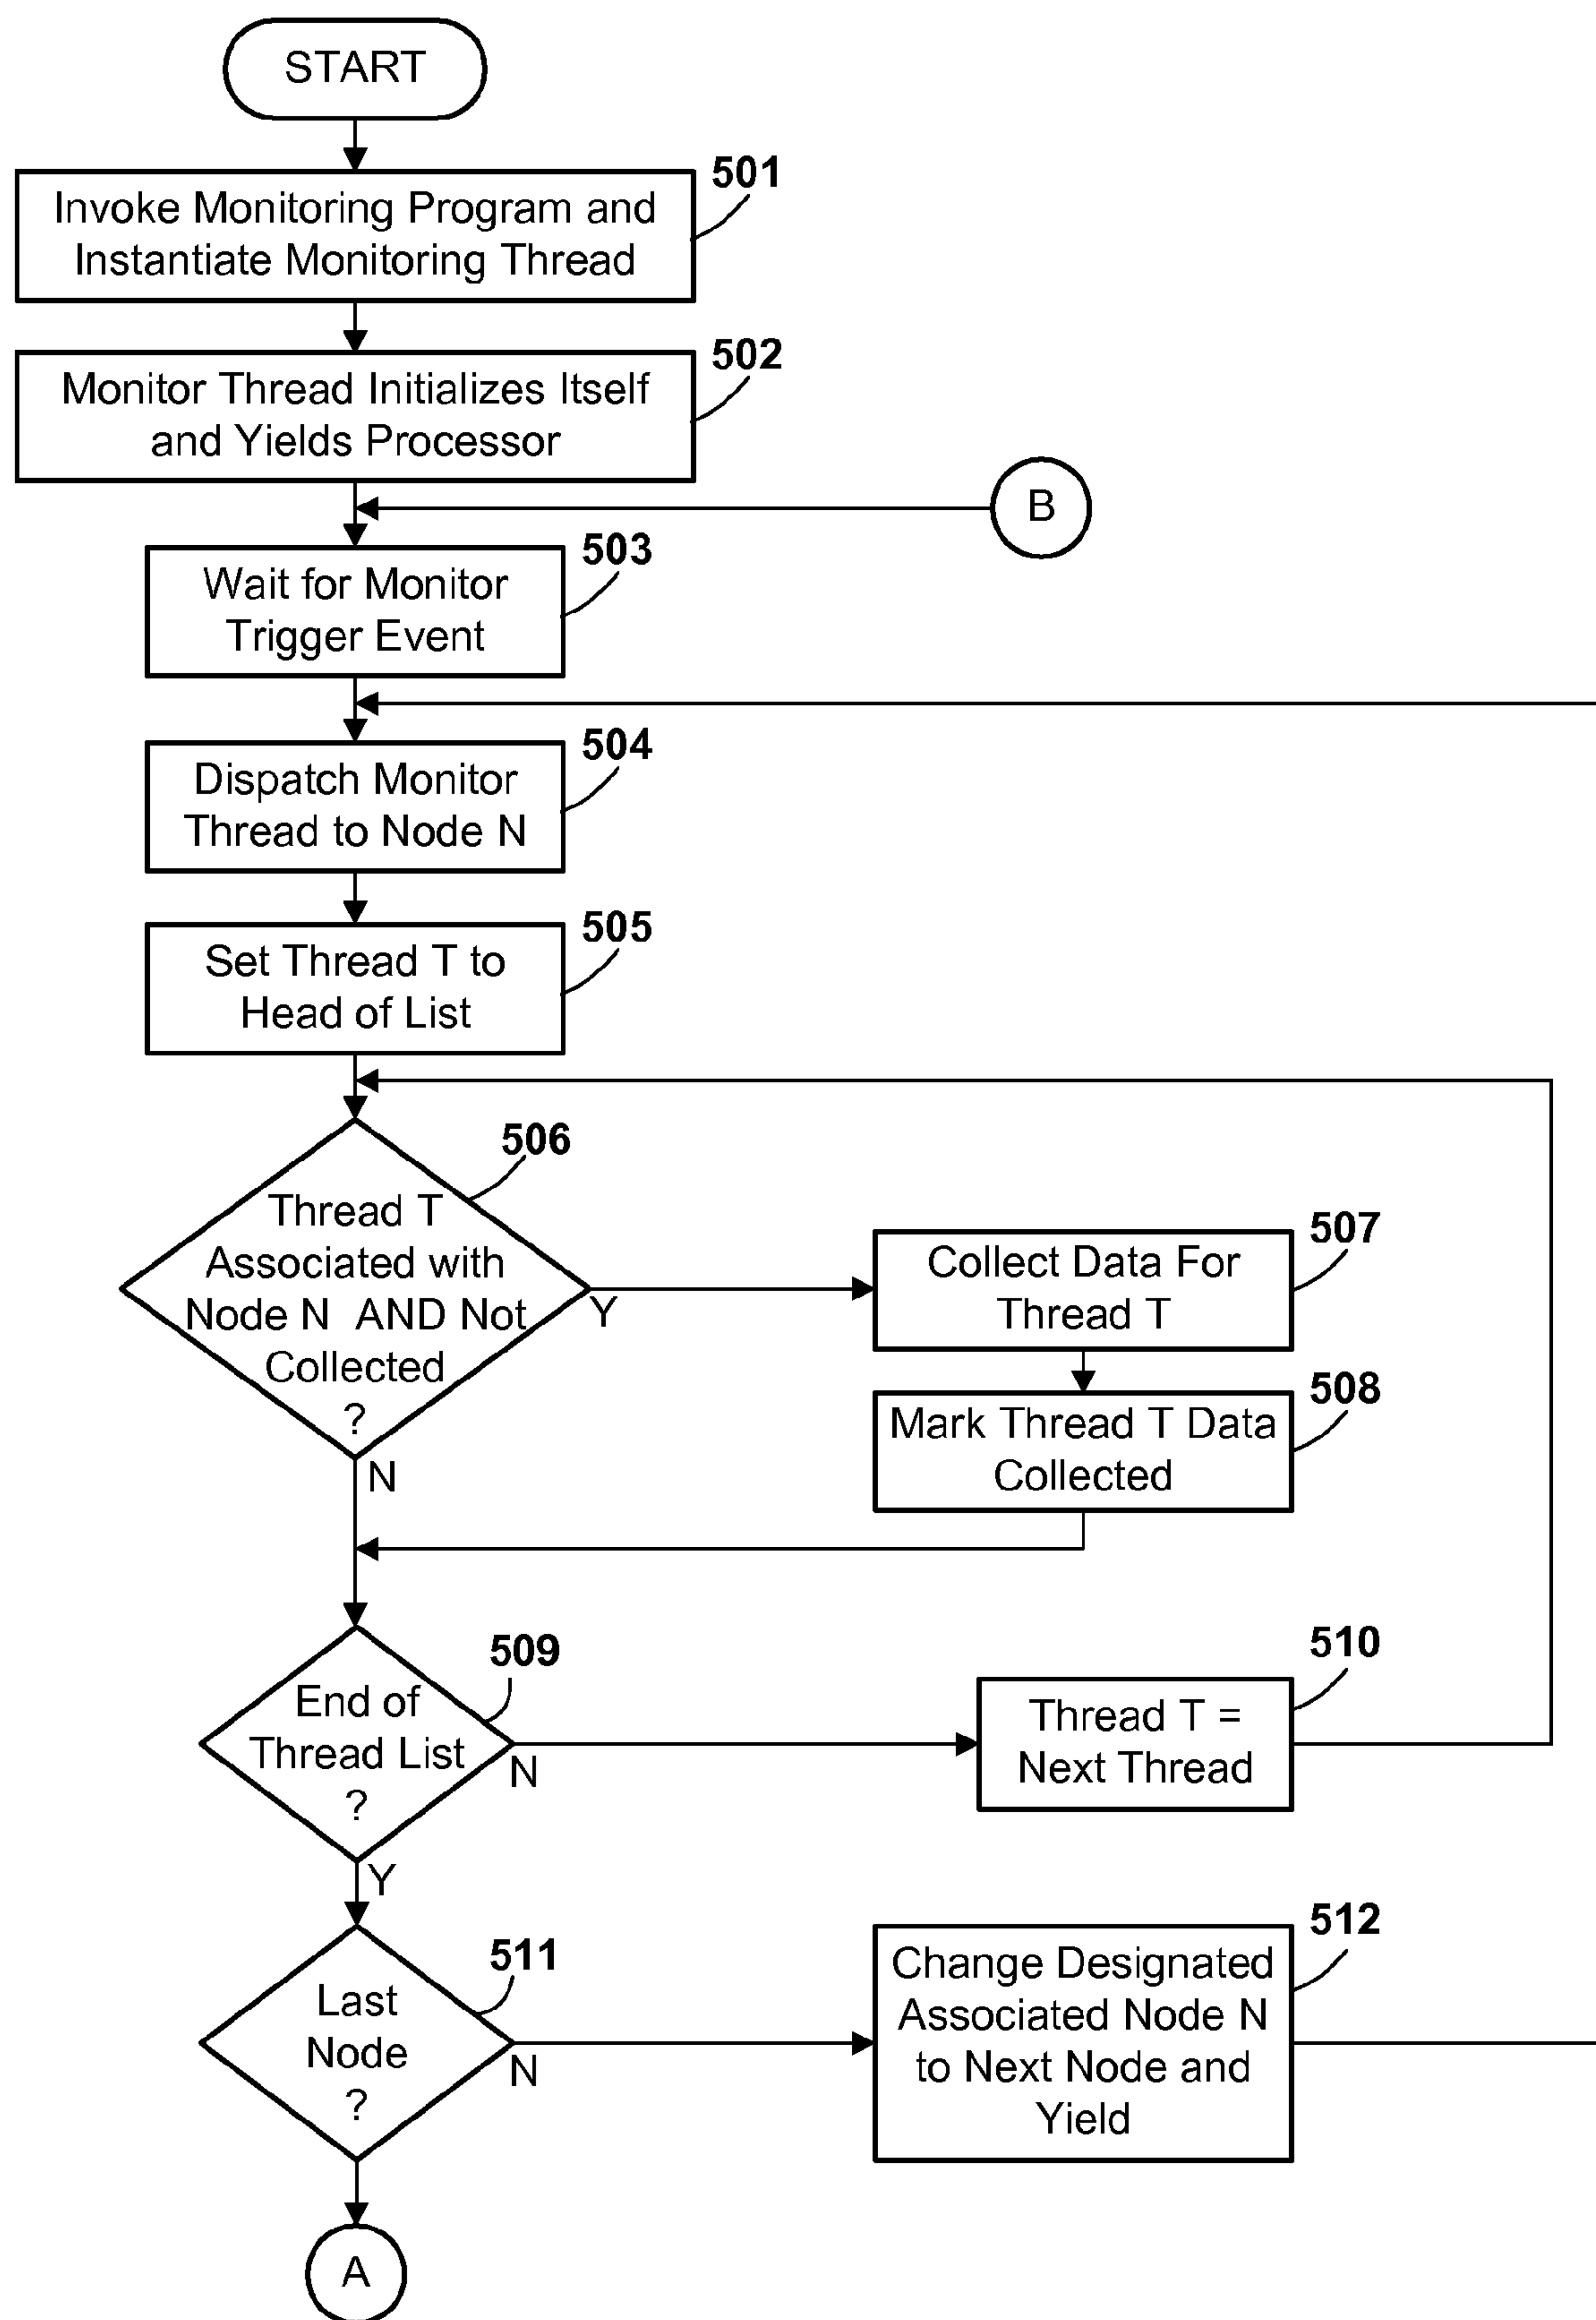 START
501
Invoke Monitoring Program and
Instantiate Monitoring Thread
502
Monitor Thread Initializes Itself
and Yields Processor
B
503
Wait for Monitor
Trigger Event
504
Dispatch Monitor
Thread to Node N
505
Set Thread T to
Head of List
506
Thread T
Associated with
Node N AND Not
Collected
?
Y
N
507
Collect Data For
Thread T
508
Mark Thread T Data
Collected
509
End of
Thread List
?
N
Y
510
Thread T =
Next Thread
511
Last
Node
?
N
512
Change Designated
Associated Node N
to Next Node and
Yield
A